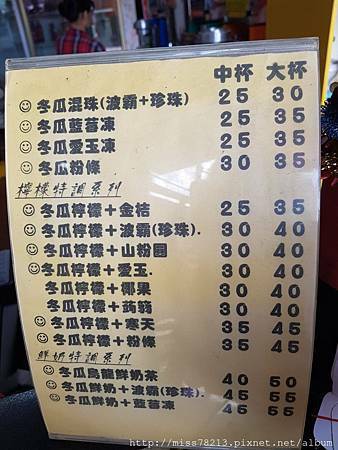 中杯 大杯
冬瓜混珠(波霸+珍珠) 25 30
冬瓜藍莓凍 25 35
冬瓜愛玉凍 25 35
冬瓜粉條 30 35
檸檬特調系列
冬瓜檸檬+金桔 25 35
冬瓜檸檬+波霸(珍珠). 30 40
冬瓜檸檬+山粉圓 30 40
冬瓜檸檬+愛玉. 30 40
冬瓜檸檬+椰果 30 40
冬瓜檸檬+蒟蒻 30 40
冬瓜檸檬+寒天 35 45
冬瓜檸檬+粉條 35 45
鮮奶特調系列
冬瓜烏龍鮮奶茶 40 50
冬瓜鮮奶+波霸(珍珠). 45 55
冬瓜鮮奶+藍莓凍 45 55
http://miss78213.pixnet.net/album